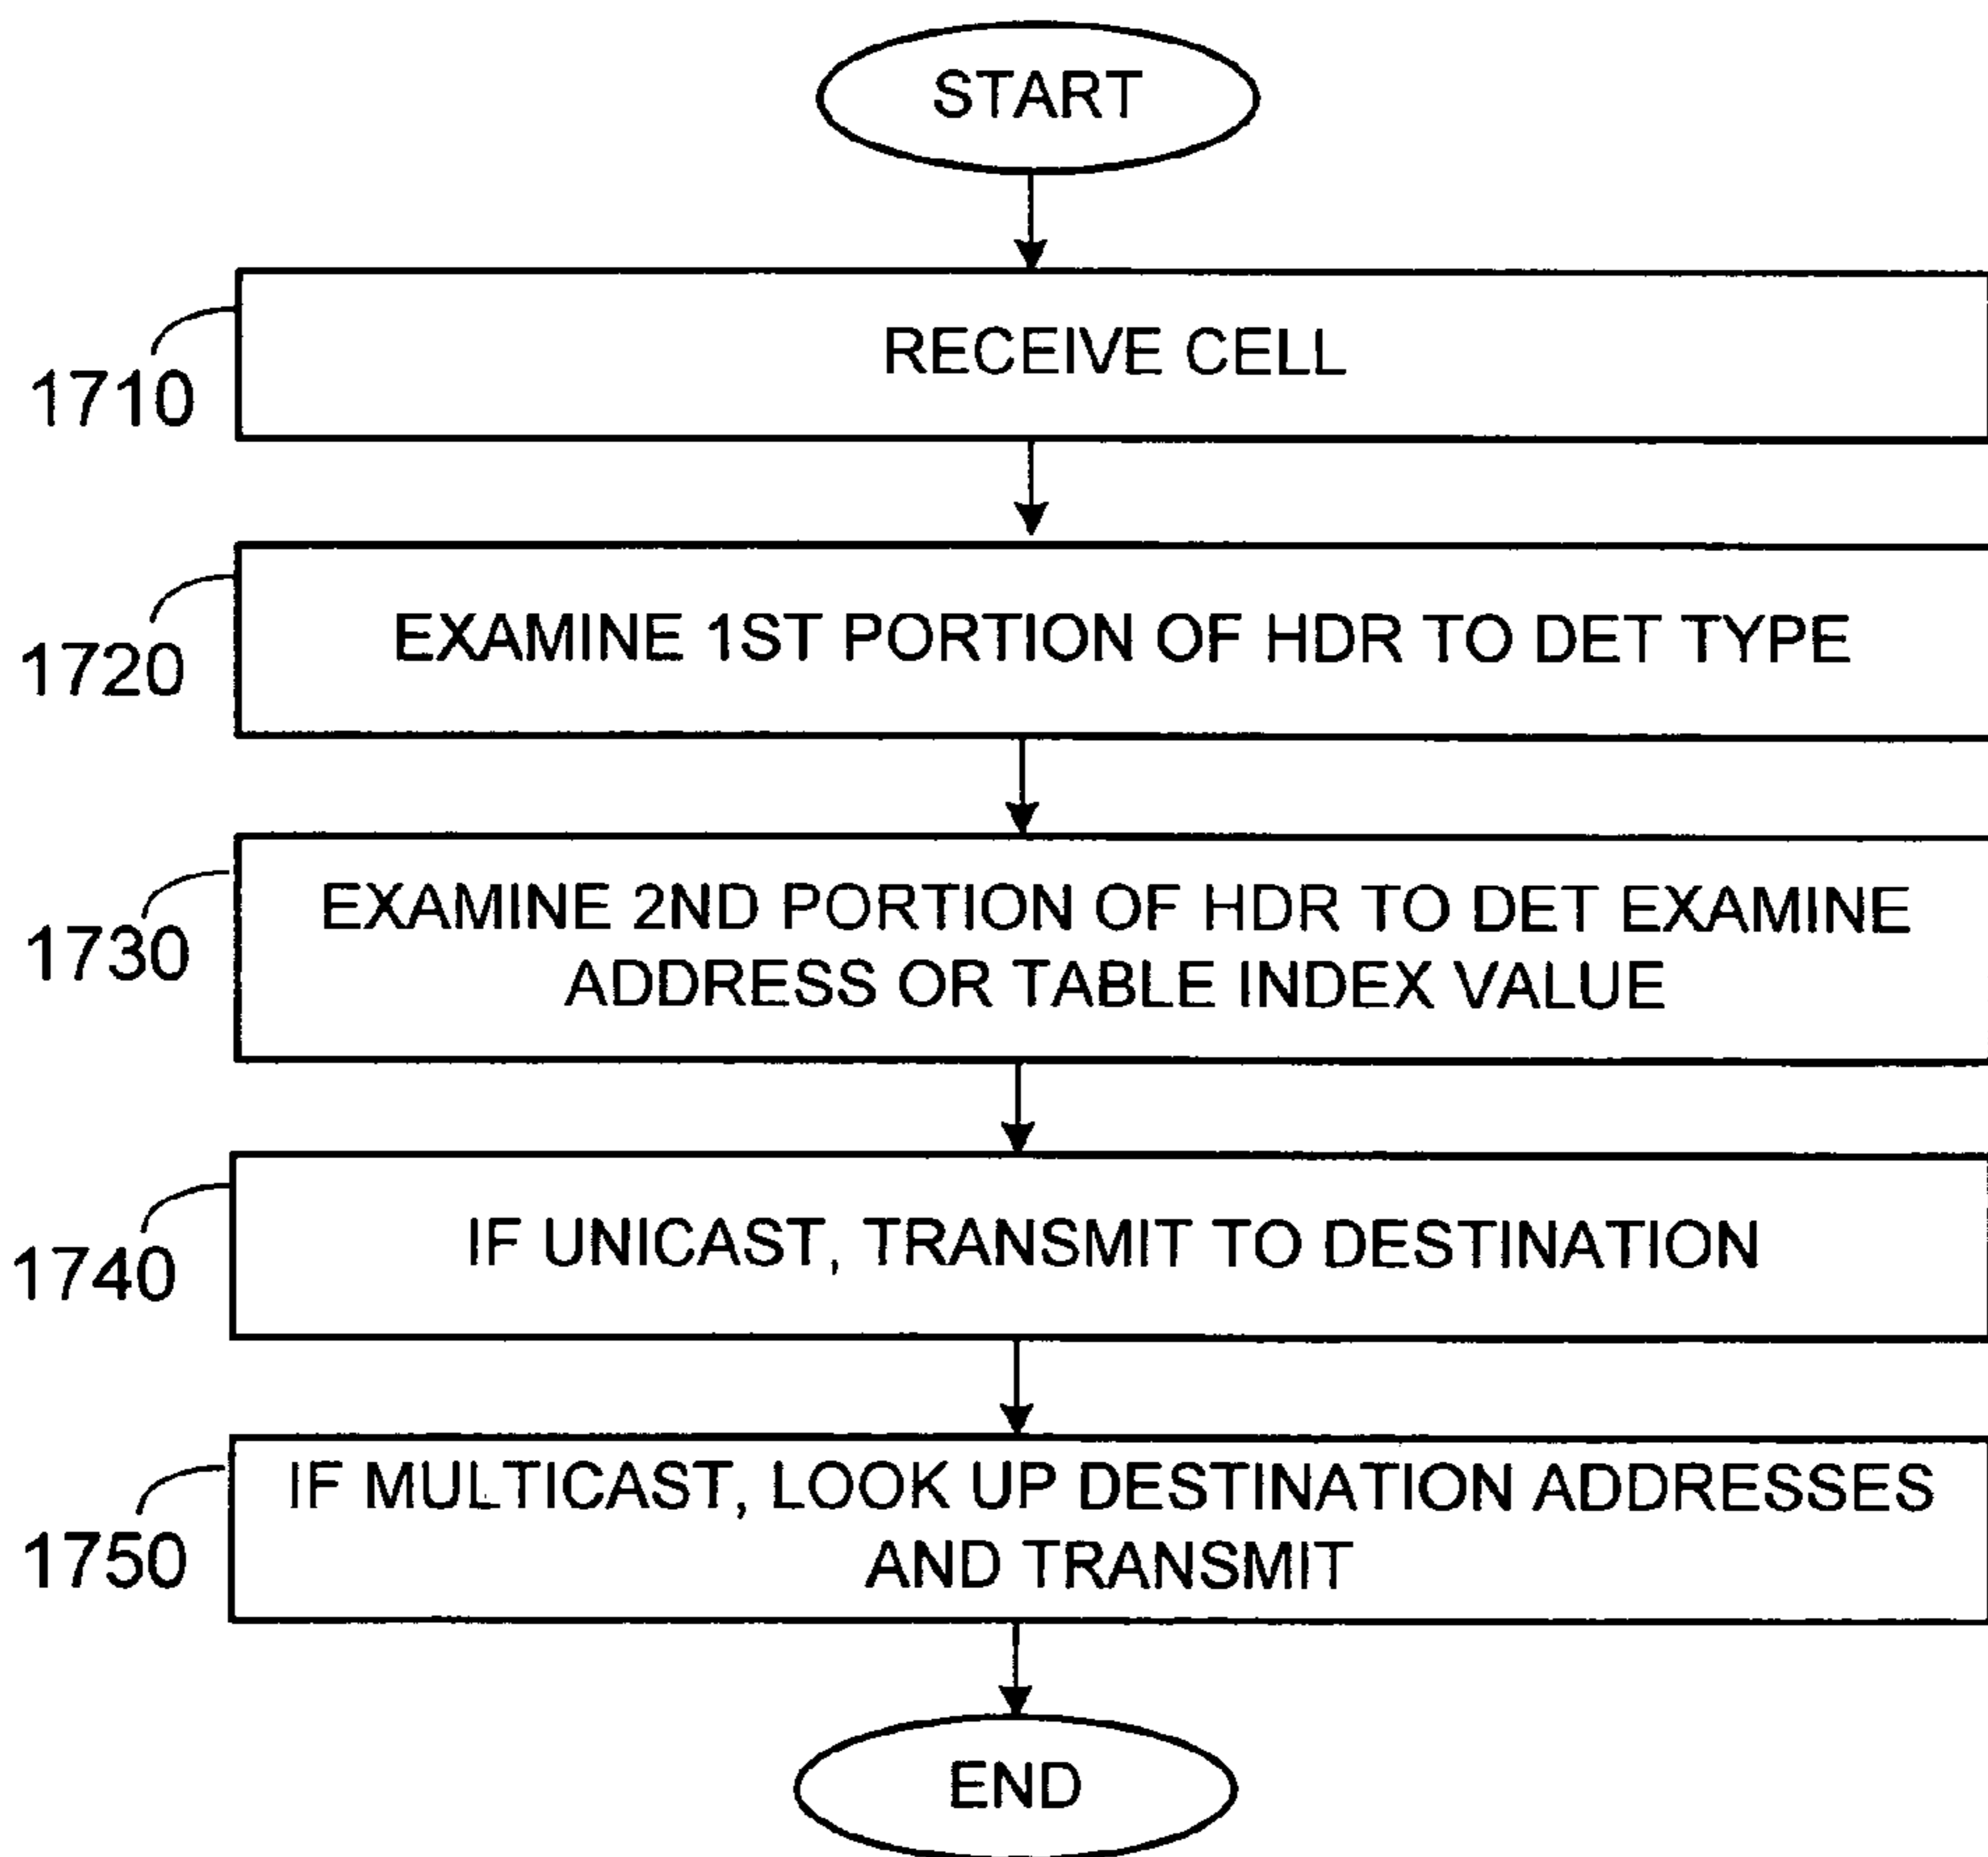 START
RECEIVE CELL
1710
EXAMINE 1ST PORTION OF HDR TO DET TYPE
1720
EXAMINE 2ND PORTION OF HDR TO DET EXAMINE
ADDRESS OR TABLE INDEX VALUE
1730
IF UNICAST, TRANSMIT TO DESTINATION
1740
IF MULTICAST, LOOK UP DESTINATION ADDRESSES
AND TRANSMIT
1750
END